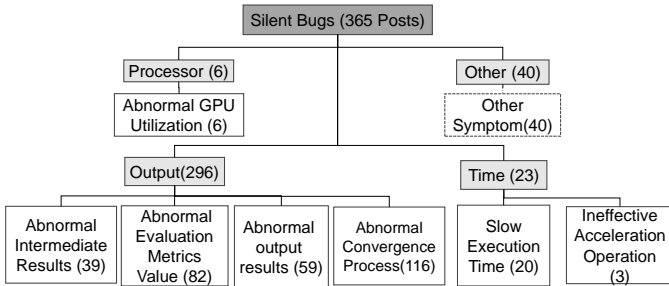 Silent Bugs (365 Posts)
Processor (6)
Other (40)
Abnormal GPU
Utilization (6)
Other
Symptom(40)
Output(296)
Time (23)
Abnormal
Intermediate
Results (39)
Abnormal
Evaluation
Metrics
Value (82)
Abnormal
output
results (59)
Abnormal
Convergence
Process(116)
Slow
Execution
Time (20)
Ineffective
Acceleration
Operation
(3)